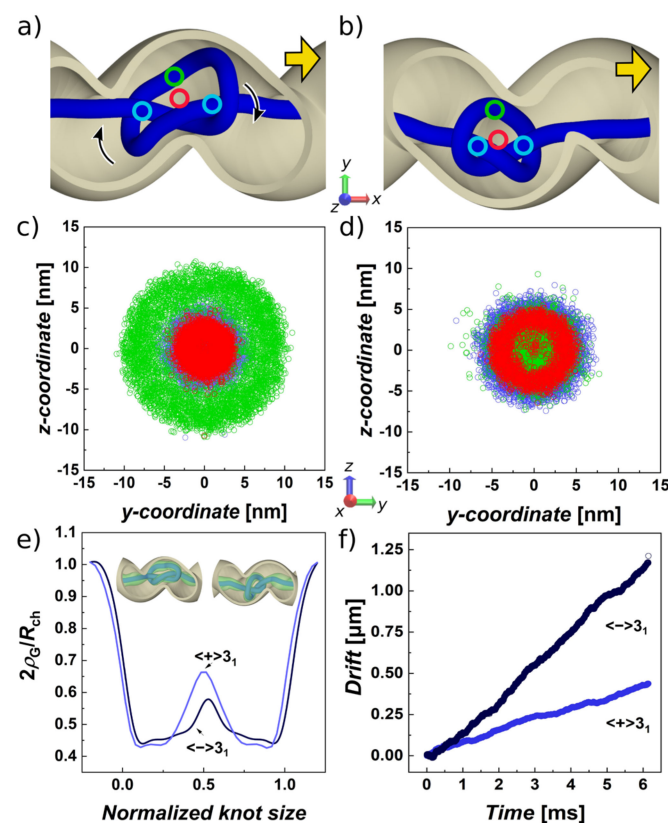 a)
b)
y
z
x
c)
d)
z-coordinate [nm]
15
10
5
0
-5
-10
-15
-15 -10 -5 0 5 10 15
y-coordinate [nm]
z-coordinate [nm]
15
10
5
0
-5
-10
-15
-15 -10 -5 0 5 10 15
y-coordinate [nm]
z
x
y
e)
f)
2ρG/Rch
1.1
1.0
0.9
0.8
0.7
0.6
0.5
0.4
<+>3₁
<−>3₁
0.0 0.5 1.0
Normalized knot size
Drift [μm]
1.25
1.00
0.75
0.50
0.25
0.00
<−>3₁
<+>3₁
0 1 2 3 4 5 6
Time [ms]